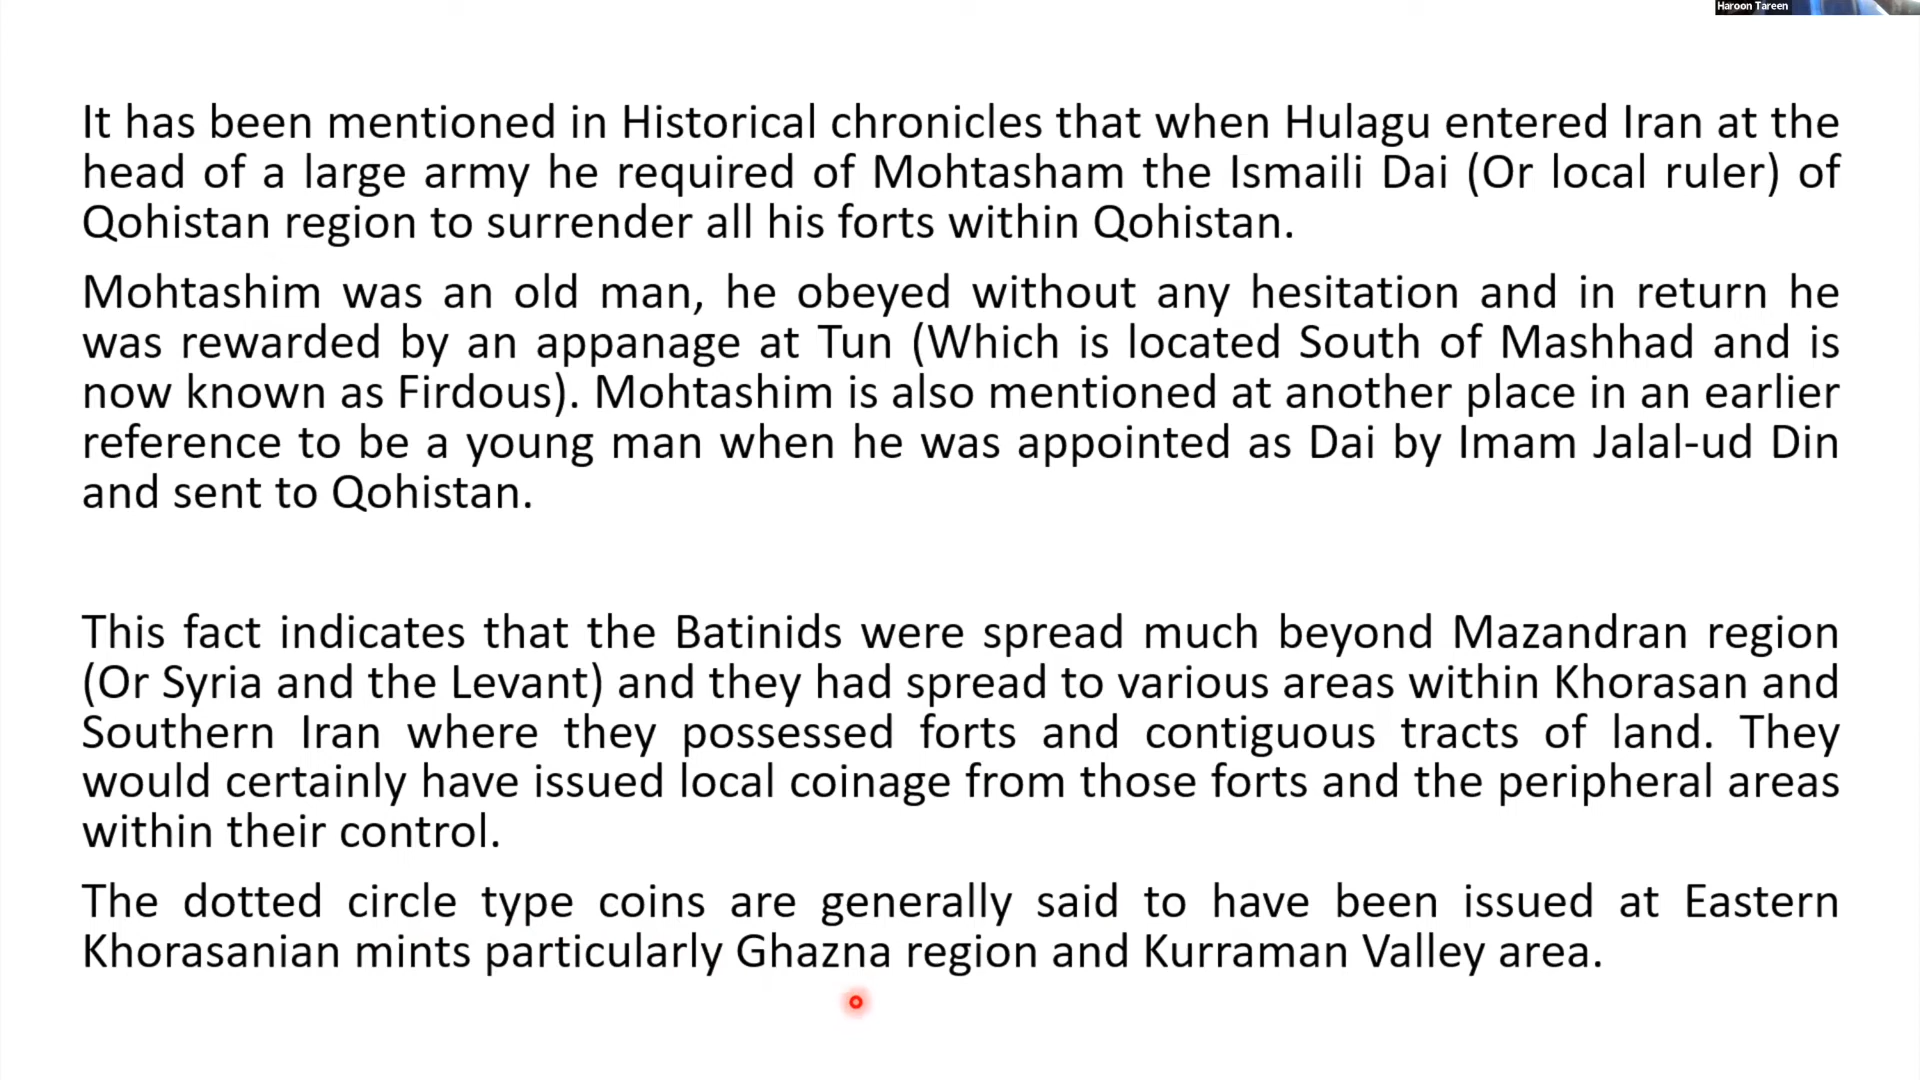 Haroon Tareen
It has been mentioned in Historical chronicles that when Hulagu entered Iran at the
head of a large army he required of Mohtasham the Ismaili Dai (Or local ruler) of
Qohistan region to surrender all his forts within Qohistan.
Mohtashim was an old man, he obeyed without any hesitation and in return he
was rewarded by an appanage at Tun (Which is located South of Mashhad and is
now known as Firdous). Mohtashim is also mentioned at another place in an earlier
reference to be a young man when he was appointed as Dai by Imam Jalal-ud Din
and sent to Qohistan.
This fact indicates that the Batinids were spread much beyond Mazandran region
(Or Syria and the Levant) and they had spread to various areas within Khorasan and
Southern Iran where they possessed forts and contiguous tracts of land. They
would certainly have issued local coinage from those forts and the peripheral areas
within their control.
The dotted circle type coins are generally said to have been issued at Eastern
Khorasanian mints particularly Ghazna region and Kurraman Valley area.